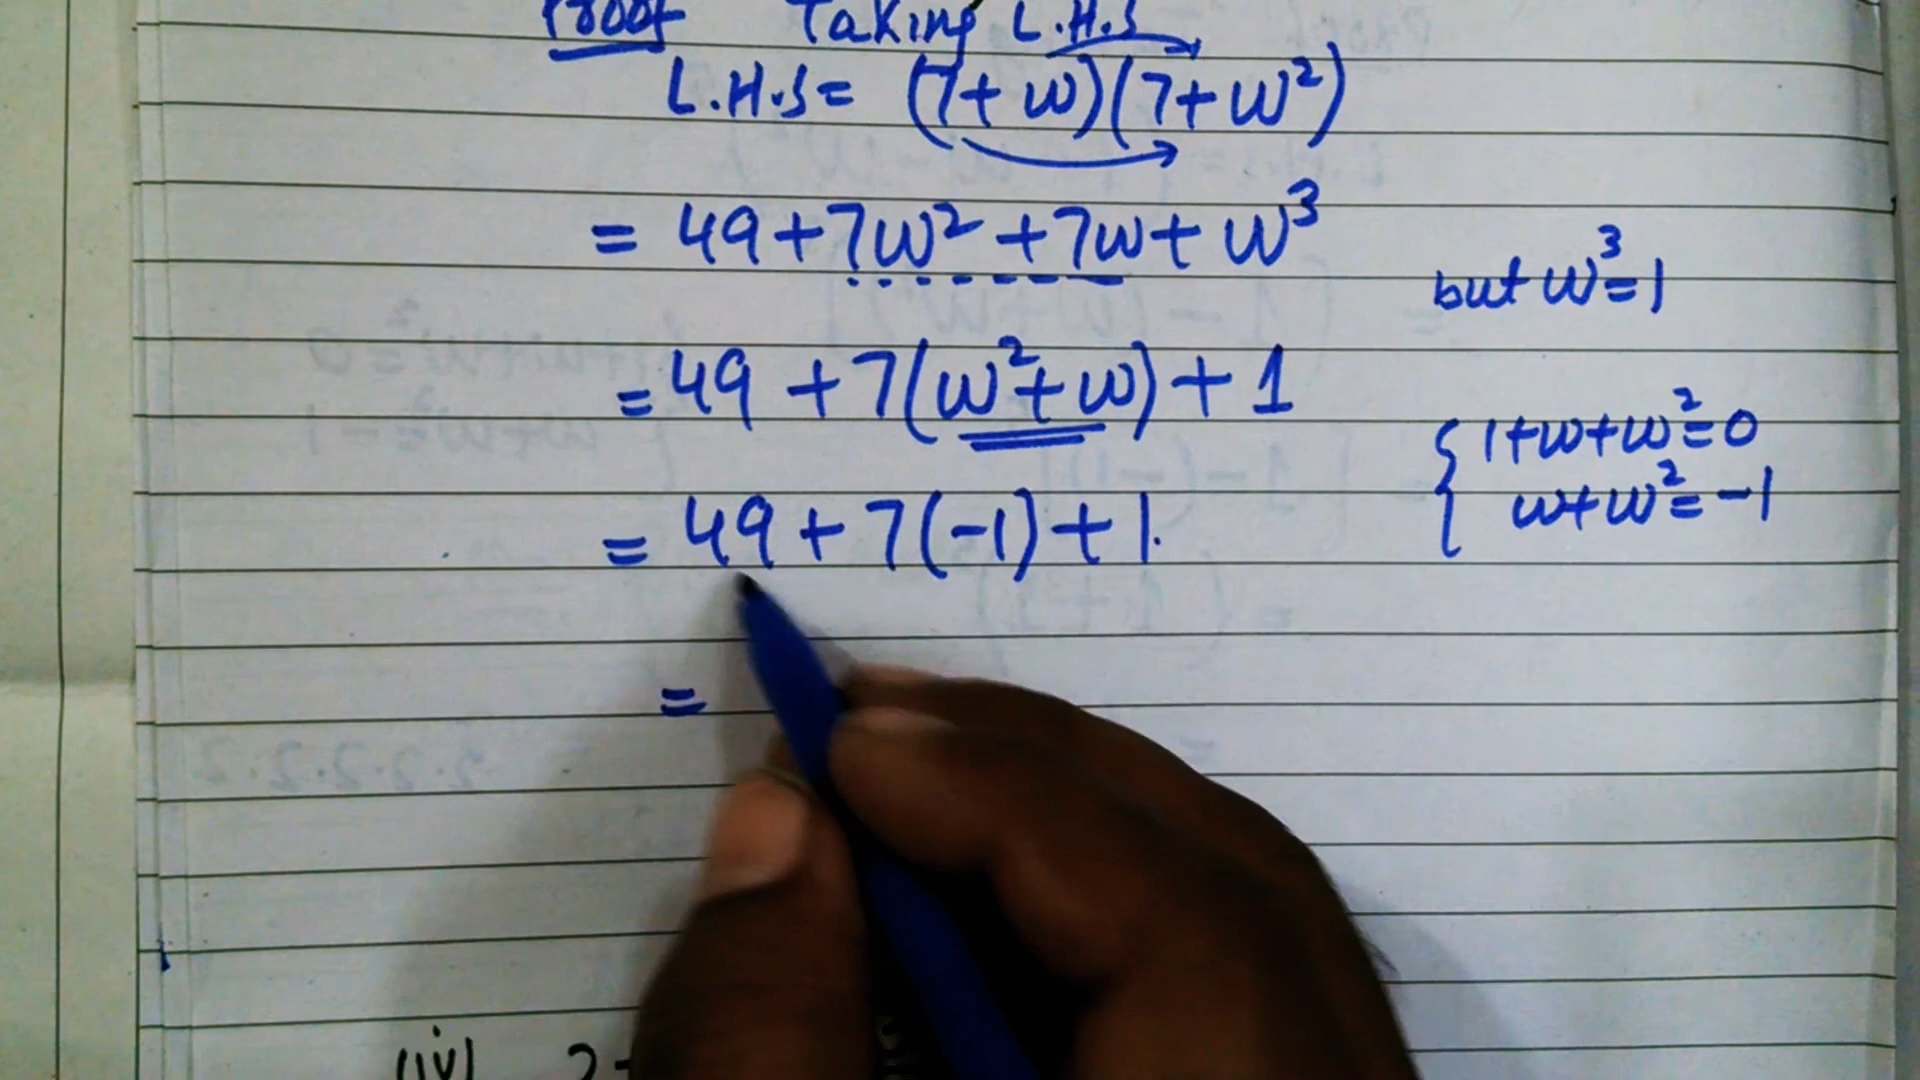 Proof Taking L.H.S
L.H.S = (7+ω)(7+ω²)
= 49+7ω² +7ω+ ω³
but ω³=1
=49 +7(ω²+ω)+1
{1+ω+ω²=0
ω+ω²=-1
= 49+7(-1)+1.
=
(iv) 2+